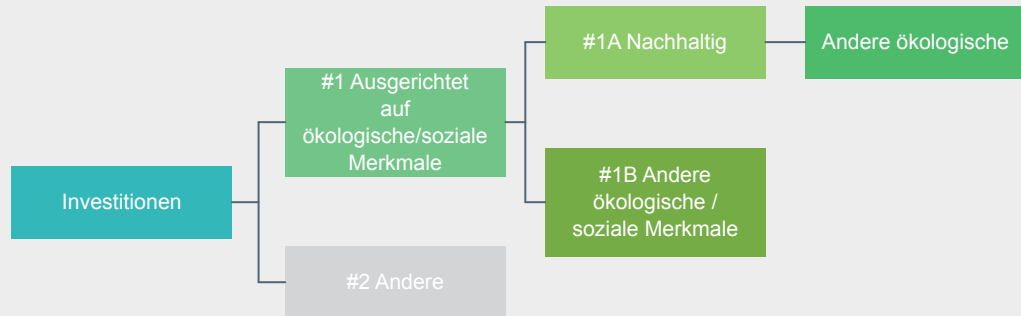 #1A Nachhaltig
Andere ökologische
#1 Ausgerichtet
auf
ökologische/soziale
Merkmale
#1B Andere
ökologische /
soziale Merkmale
Investitionen
#2 Andere